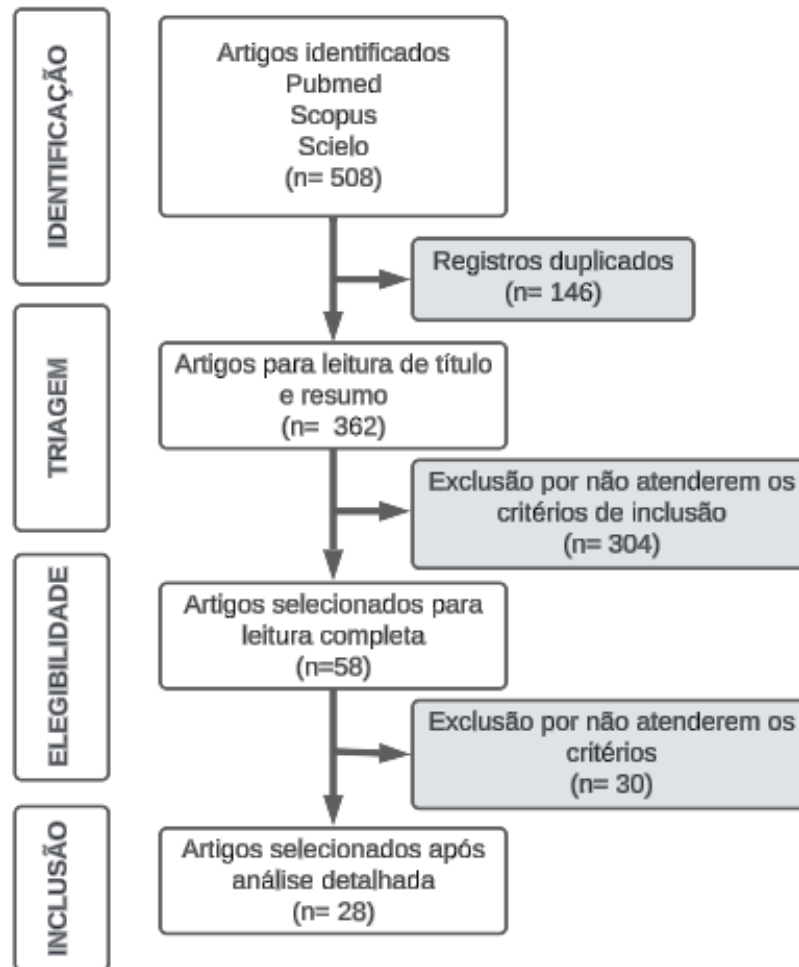 IDENTIFICAÇÃO
Artigos identificados
Pubmed
Scopus
Scielo
(n= 508)
Registros duplicados
(n= 146)
TRIAGEM
Artigos para leitura de título
e resumo
(n= 362)
Exclusão por não atenderem os
critérios de inclusão
(n= 304)
ELEGIBILIDADE
Artigos selecionados para
leitura completa
(n=58)
Exclusão por não atenderem os
critérios
(n= 30)
INCLUSÃO
Artigos selecionados após
análise detalhada
(n= 28)